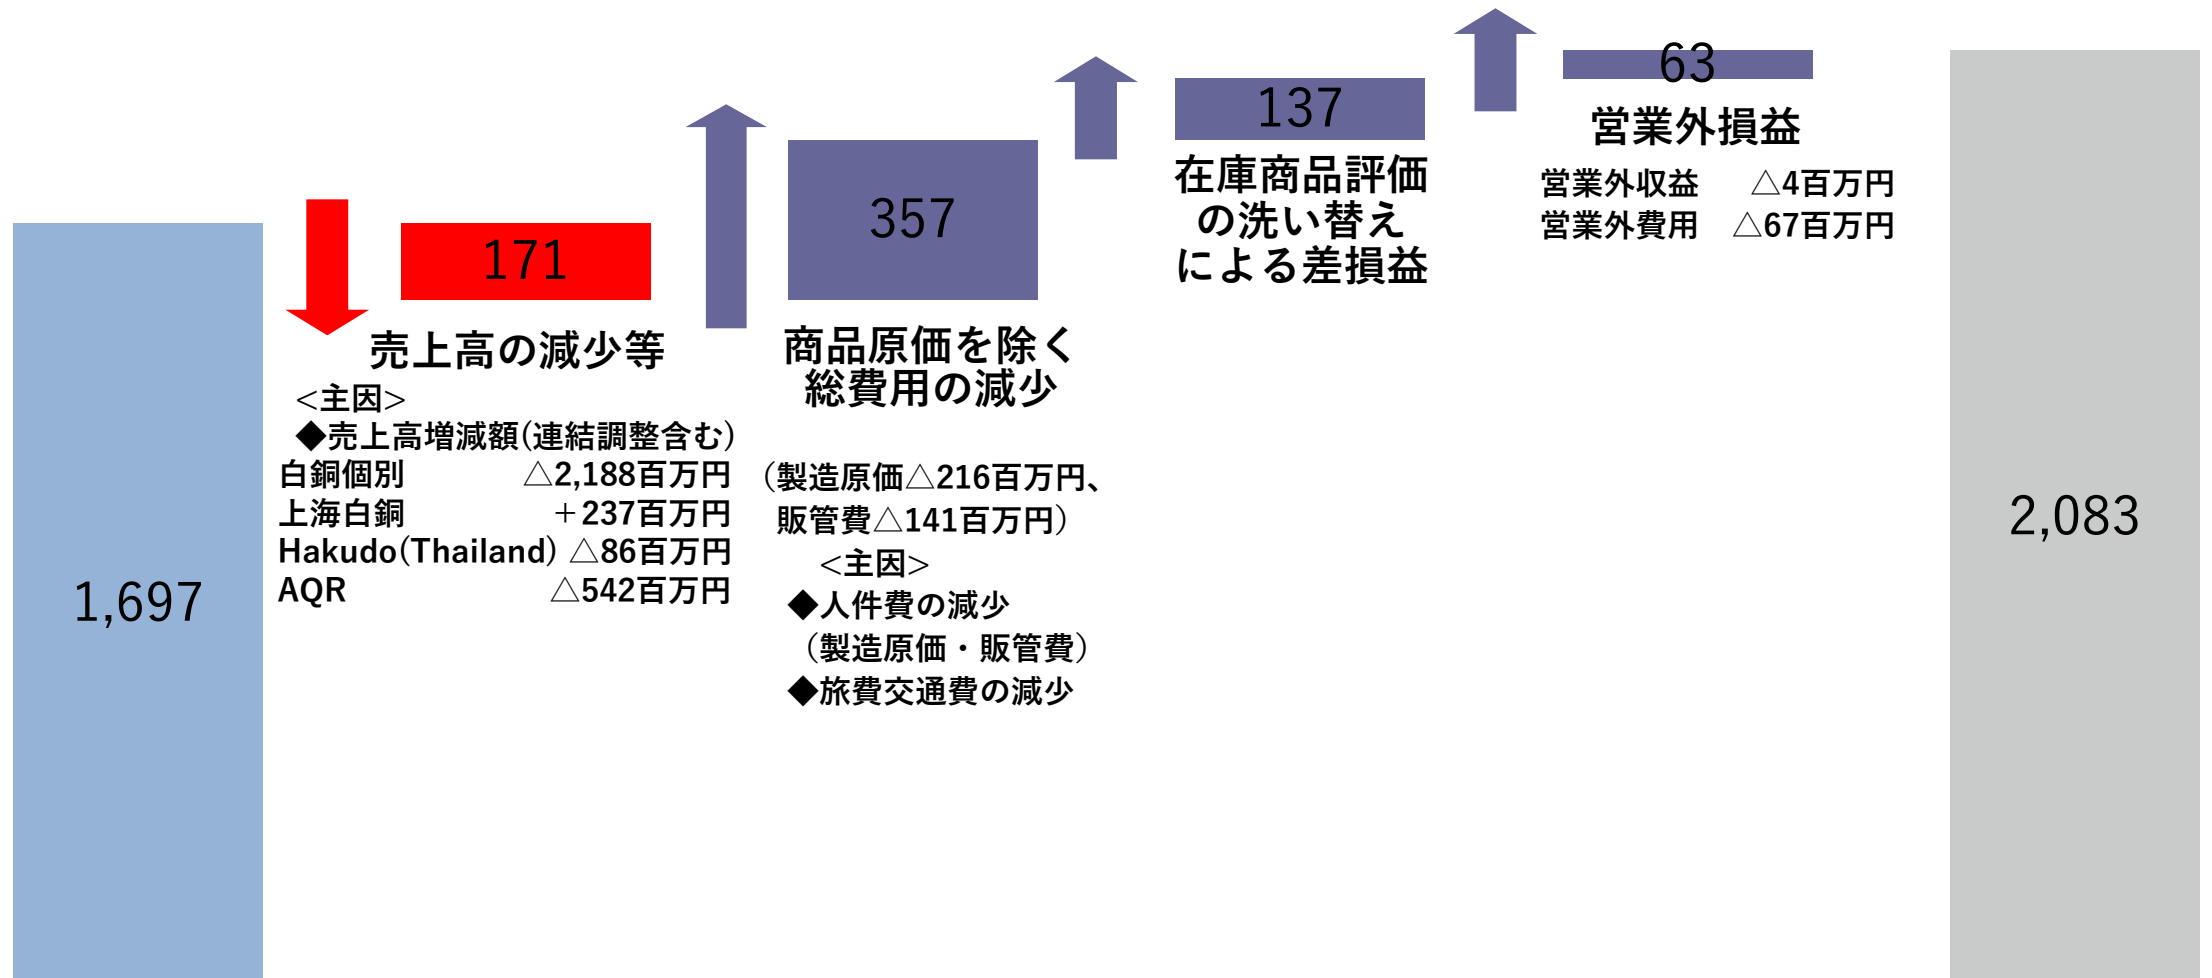 1,697
171
売上高の減少等
<主因>
◆売上高増減額(連結調整含む)
白銅個別 △2,188百万円
上海白銅 +237百万円
Hakudo(Thailand) △86百万円
AQR △542百万円
357
商品原価を除く
総費用の減少
（製造原価△216百万円、
販管費△141百万円）
<主因>
◆人件費の減少
（製造原価・販管費）
◆旅費交通費の減少
137
在庫商品評価
の洗い替え
による差損益
63
営業外損益
営業外収益 △4百万円
営業外費用 △67百万円
2,083